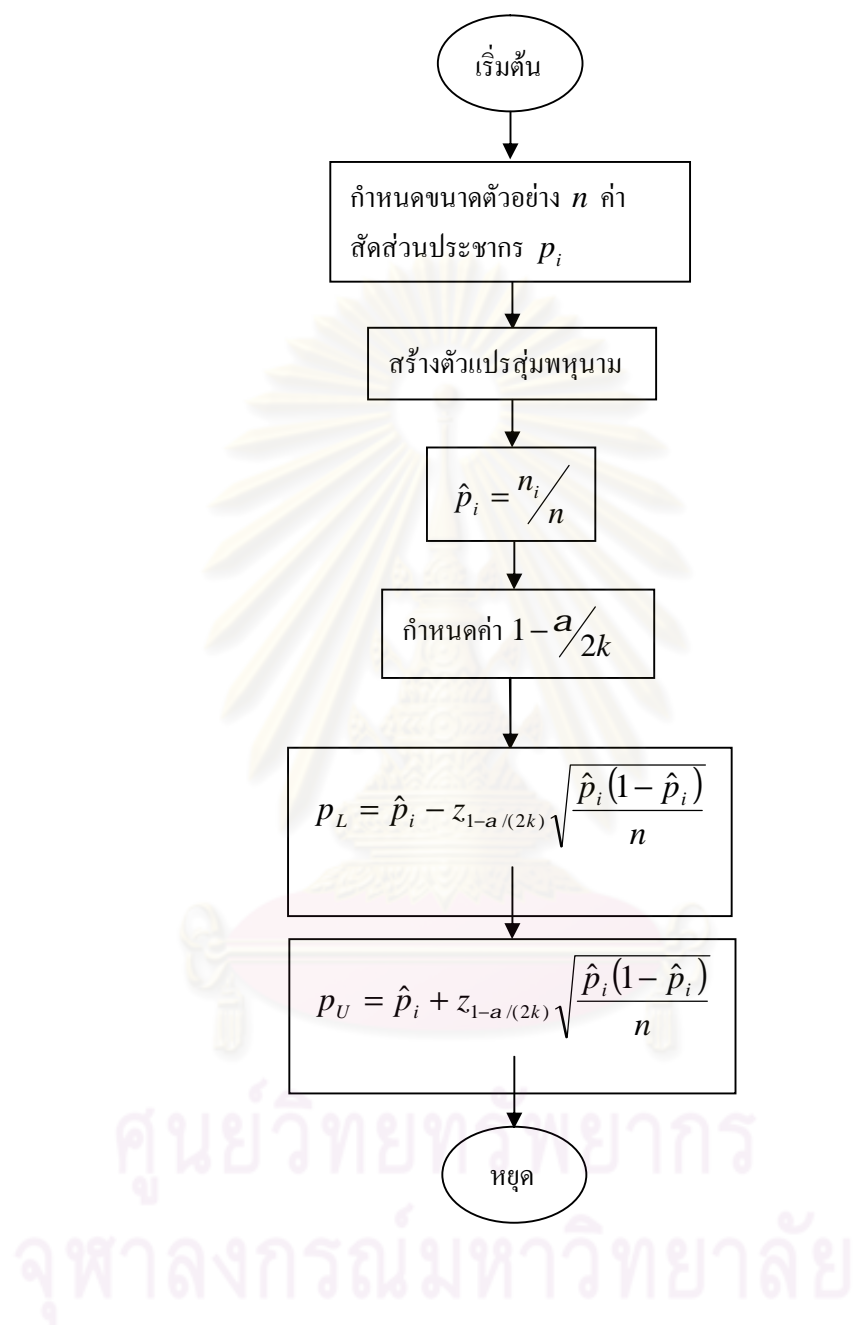 เริ่มต้น
กำหนดขนาดตัวอย่าง n ค่า
สัดส่วนประชากร p_i
สร้างตัวแปรสุ่มพหุนาม
p̂_i = n_i/n
กำหนดค่า 1 − a/2k
p_L = p̂_i − z_{1−a/(2k)} √(p̂_i(1 − p̂_i)/n)
p_U = p̂_i + z_{1−a/(2k)} √(p̂_i(1 − p̂_i)/n)
หยุด
ศูนย์วิทยทรัพยากร
จุฬาลงกรณ์มหาวิทยาลัย